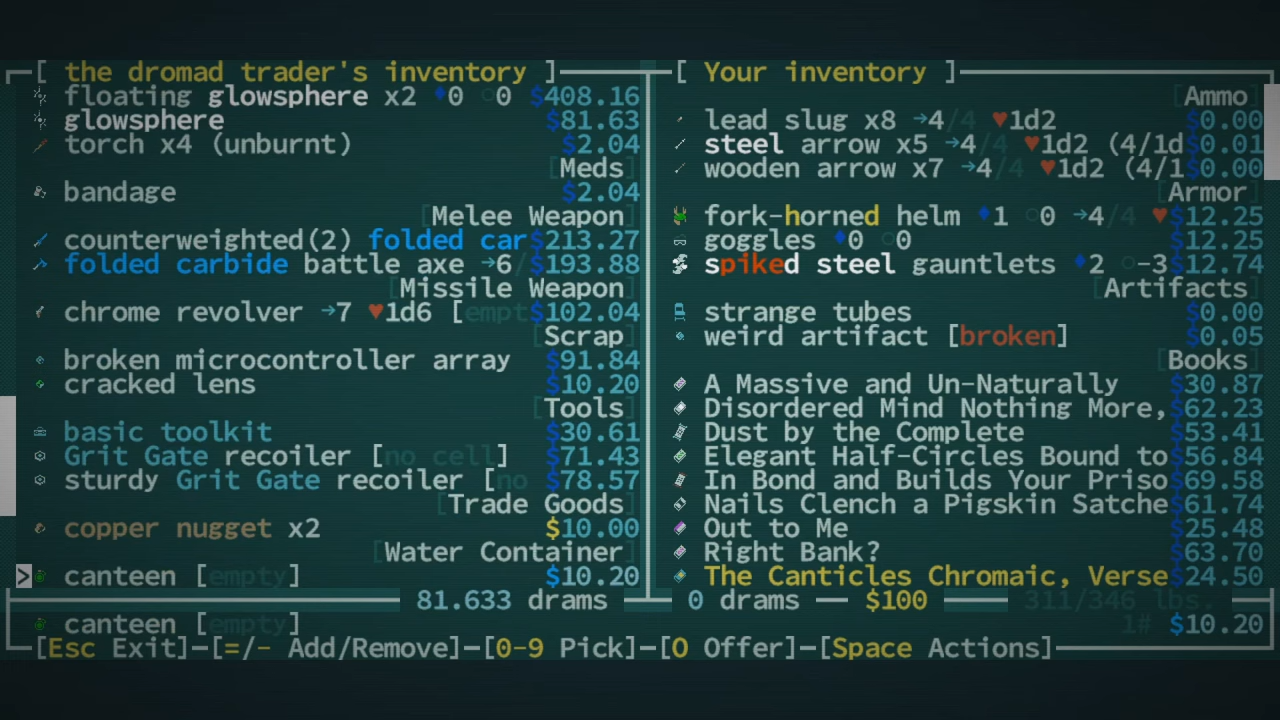 [ the dromad trader's inventory ]
floating glowsphere x2 ♦0 ○0 $408.16
glowsphere $81.63
torch x4 (unburnt) $2.04
[Meds]
bandage $2.04
[Melee Weapon]
counterweighted(2) folded car$213.27
folded carbide battle axe →6/$193.88
[Missile Weapon]
chrome revolver →7 ♥1d6 [empt$102.04
[Scrap]
broken microcontroller array $91.84
cracked lens $10.20
[Tools]
basic toolkit $30.61
Grit Gate recoiler [no cell] $71.43
sturdy Grit Gate recoiler [no $78.57
[Trade Goods]
copper nugget x2 $10.00
[Water Container]
> canteen [empty] $10.20
81.633 drams
[ Your inventory ]
[Ammo]
lead slug x8 →4/4 ♥1d2 $0.00
steel arrow x5 →4/4 ♥1d2 (4/1d$0.01
wooden arrow x7 →4/4 ♥1d2 (4/1$0.00
[Armor]
fork-horned helm ♦1 ○0 →4/4 ♥$12.25
goggles ♦0 ○0 $12.25
spiked steel gauntlets ♦2 ○-3$12.74
[Artifacts]
strange tubes $0.00
weird artifact [broken] $0.05
[Books]
A Massive and Un-Naturally $30.87
Disordered Mind Nothing More,$62.23
Dust by the Complete $53.41
Elegant Half-Circles Bound to$56.84
In Bond and Builds Your Priso$69.58
Nails Clench a Pigskin Satche$61.74
Out to Me $25.48
Right Bank? $63.70
The Canticles Chromaic, Verse$24.50
0 drams — $100 311/346 lbs.
canteen [empty] 1# $10.20
[Esc Exit]—[=/- Add/Remove]—[0-9 Pick]—[O Offer]—[Space Actions]